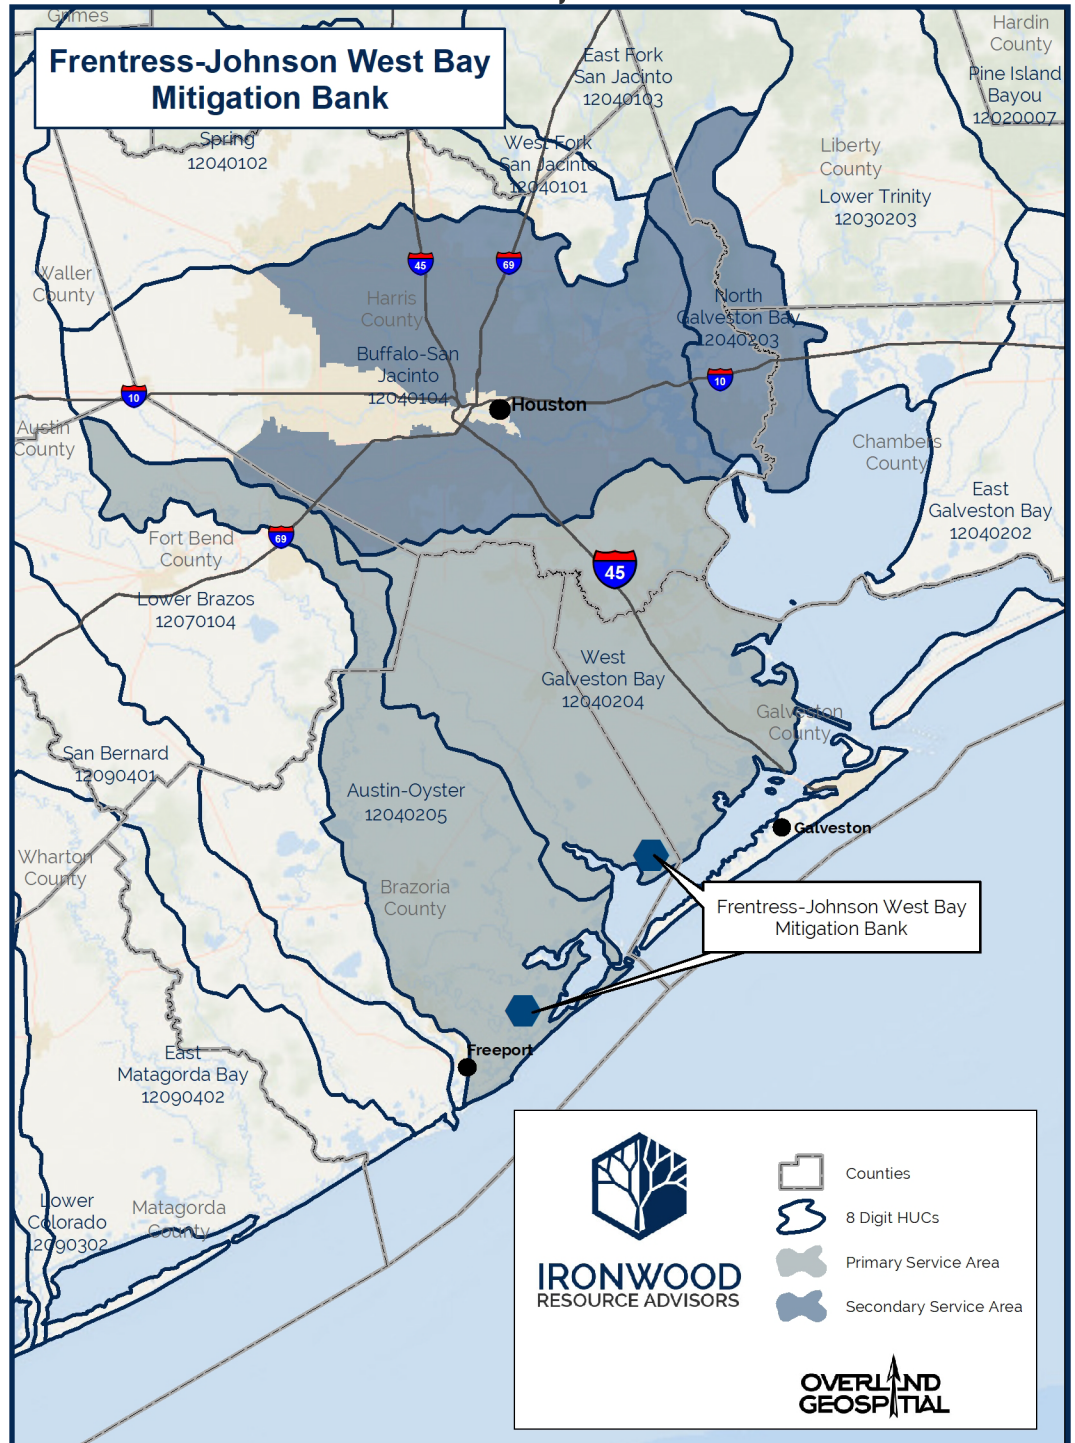 Grimes
Frentress-Johnson West Bay
Mitigation Bank
East Fork
San Jacinto
12040103
Hardin
County
Pine Island
Bayou
12020007
Spring
12040102
West Fork
San Jacinto
12040101
Liberty
County
Lower Trinity
12030203
Waller
County
45
69
Harris
County
North
Galveston Bay
12040203
Buffalo-San
Jacinto
12040104
10
10
Houston
Austin
County
Chambers
County
East
Galveston Bay
12040202
69
Fort Bend
County
45
Lower Brazos
12070104
West
Galveston Bay
12040204
Galveston
County
San Bernard
12090401
Austin-Oyster
12040205
Galveston
Wharton
County
Brazoria
County
Frentress-Johnson West Bay
Mitigation Bank
Freeport
East
Matagorda Bay
12090402
Lower
Colorado
12090302
Matagorda
County
IRONWOOD
RESOURCE ADVISORS
Counties
8 Digit HUCs
Primary Service Area
Secondary Service Area
OVERLAND
GEOSPATIAL